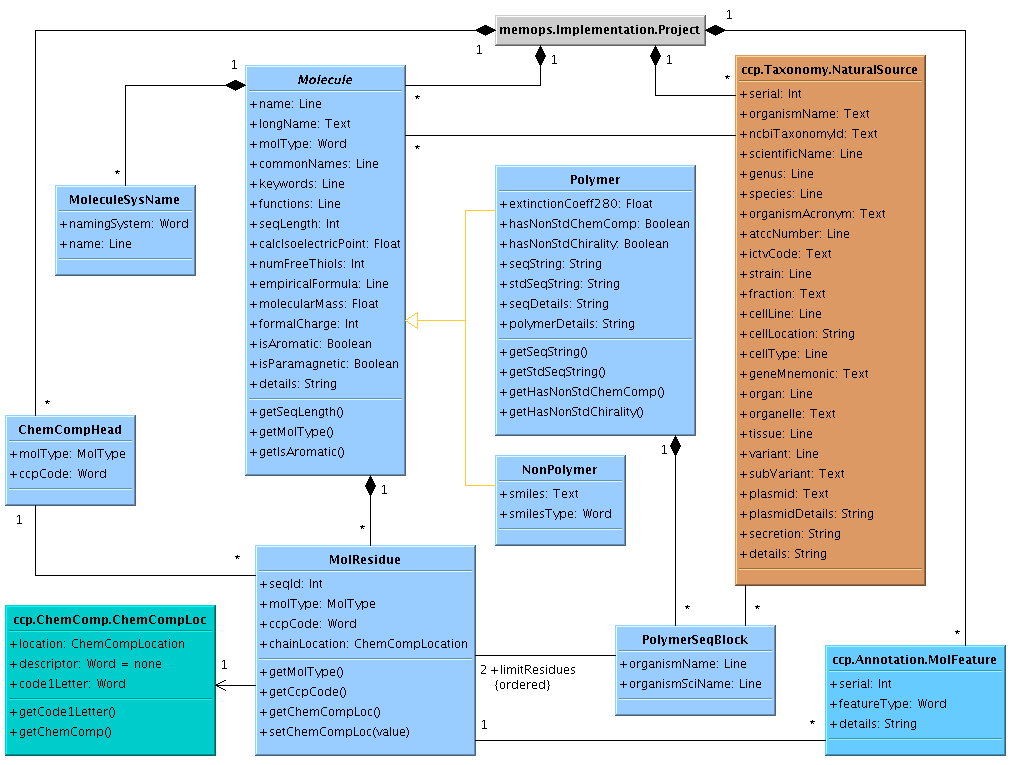 memops.Implementation.Project
1
1
1
1
1
*
*
*
*
*
Molecule
+name: Line
+longName: Text
+molType: Word
+commonNames: Line
+keywords: Line
+functions: Line
+seqLength: Int
+calcIsoelectricPoint: Float
+numFreeThiols: Int
+empiricalFormula: Line
+molecularMass: Float
+formalCharge: Int
+isAromatic: Boolean
+isParamagnetic: Boolean
+details: String
+getSeqLength()
+getMolType()
+getIsAromatic()
MoleculeSysName
+namingSystem: Word
+name: Line
Polymer
+extinctionCoeff280: Float
+hasNonStdChemComp: Boolean
+hasNonStdChirality: Boolean
+seqString: String
+stdSeqString: String
+seqDetails: String
+polymerDetails: String
+getSeqString()
+getStdSeqString()
+getHasNonStdChemComp()
+getHasNonStdChirality()
ccp.Taxonomy.NaturalSource
+serial: Int
+organismName: Text
+ncbiTaxonomyId: Text
+scientificName: Line
+genus: Line
+species: Line
+organismAcronym: Text
+atccNumber: Line
+ictvCode: Text
+strain: Line
+fraction: Text
+cellLine: Line
+cellLocation: String
+cellType: Line
+geneMnemonic: Text
+organ: Line
+organelle: Text
+tissue: Line
+variant: Line
+subVariant: Text
+plasmid: Text
+plasmidDetails: String
+secretion: String
+details: String
ChemCompHead
+molType: MolType
+ccpCode: Word
1
*
1
*
1
NonPolymer
+smiles: Text
+smilesType: Word
MolResidue
+seqId: Int
+molType: MolType
+ccpCode: Word
+chainLocation: ChemCompLocation
+getMolType()
+getCcpCode()
+getChemCompLoc()
+setChemCompLoc(value)
ccp.ChemComp.ChemCompLoc
+location: ChemCompLocation
+descriptor: Word = none
+code1Letter: Word
+getCode1Letter()
+getChemComp()
1
*
*
*
PolymerSeqBlock
+organismName: Line
+organismSciName: Line
2 +limitResidues
{ordered}
1
*
ccp.Annotation.MolFeature
+serial: Int
+featureType: Word
+details: String